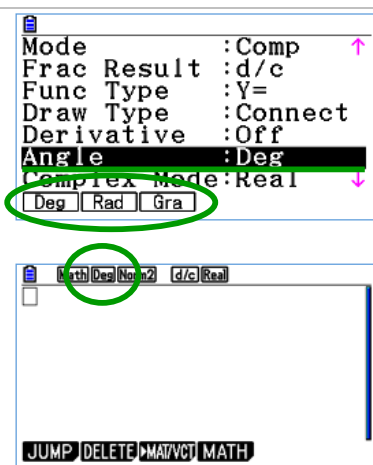 Mode :Comp ↑
Frac Result :d/c
Func Type :Y=
Draw Type :Connect
Derivative :Off
Angle :Deg
Complex Mode:Real ↓
Deg Rad Gra
Math Deg Norm2 d/c Real
JUMP DELETE ►MAT/VCT MATH